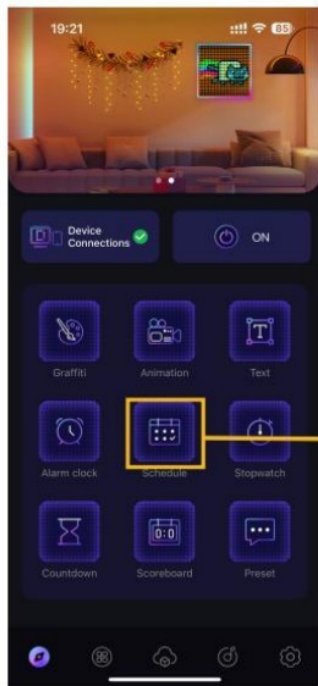 19:21 85
Device
Connections
ON
Graffiti Animation Text
Alarm clock Schedule Stopwatch
Countdown Scoreboard Preset